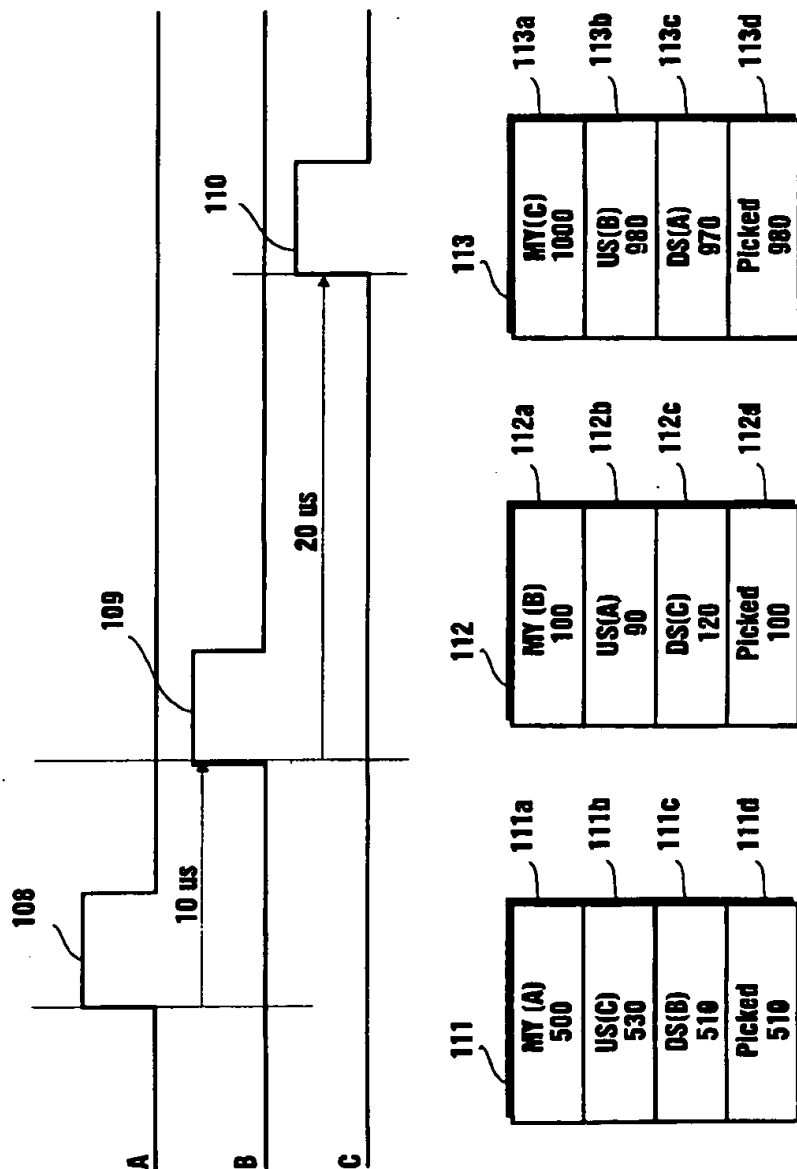 A
108
10 us
B
109
20 us
C
110
111
MY (A)
500
111a
US(C)
530
111b
DS(B)
510
111c
Picked
510
111d
112
MY (B)
100
112a
US(A)
90
112b
DS(C)
120
112c
Picked
100
112d
113
MY(C)
1000
113a
US(B)
980
113b
DS(A)
970
113c
Picked
980
113d